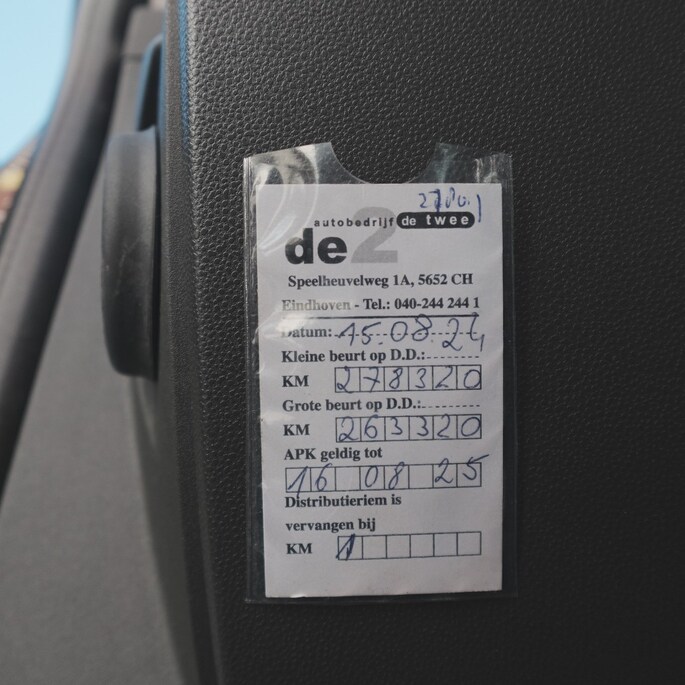 autobedrijf de twee
de2
Speelheuvelweg 1A, 5652 CH
Eindhoven - Tel.: 040-244 244 1
Datum: 15.08.24
Kleine beurt op D.D.:
KM 278320
Grote beurt op D.D.:
KM 263320
APK geldig tot
16 08 25
Distributieriem is
vervangen bij
KM